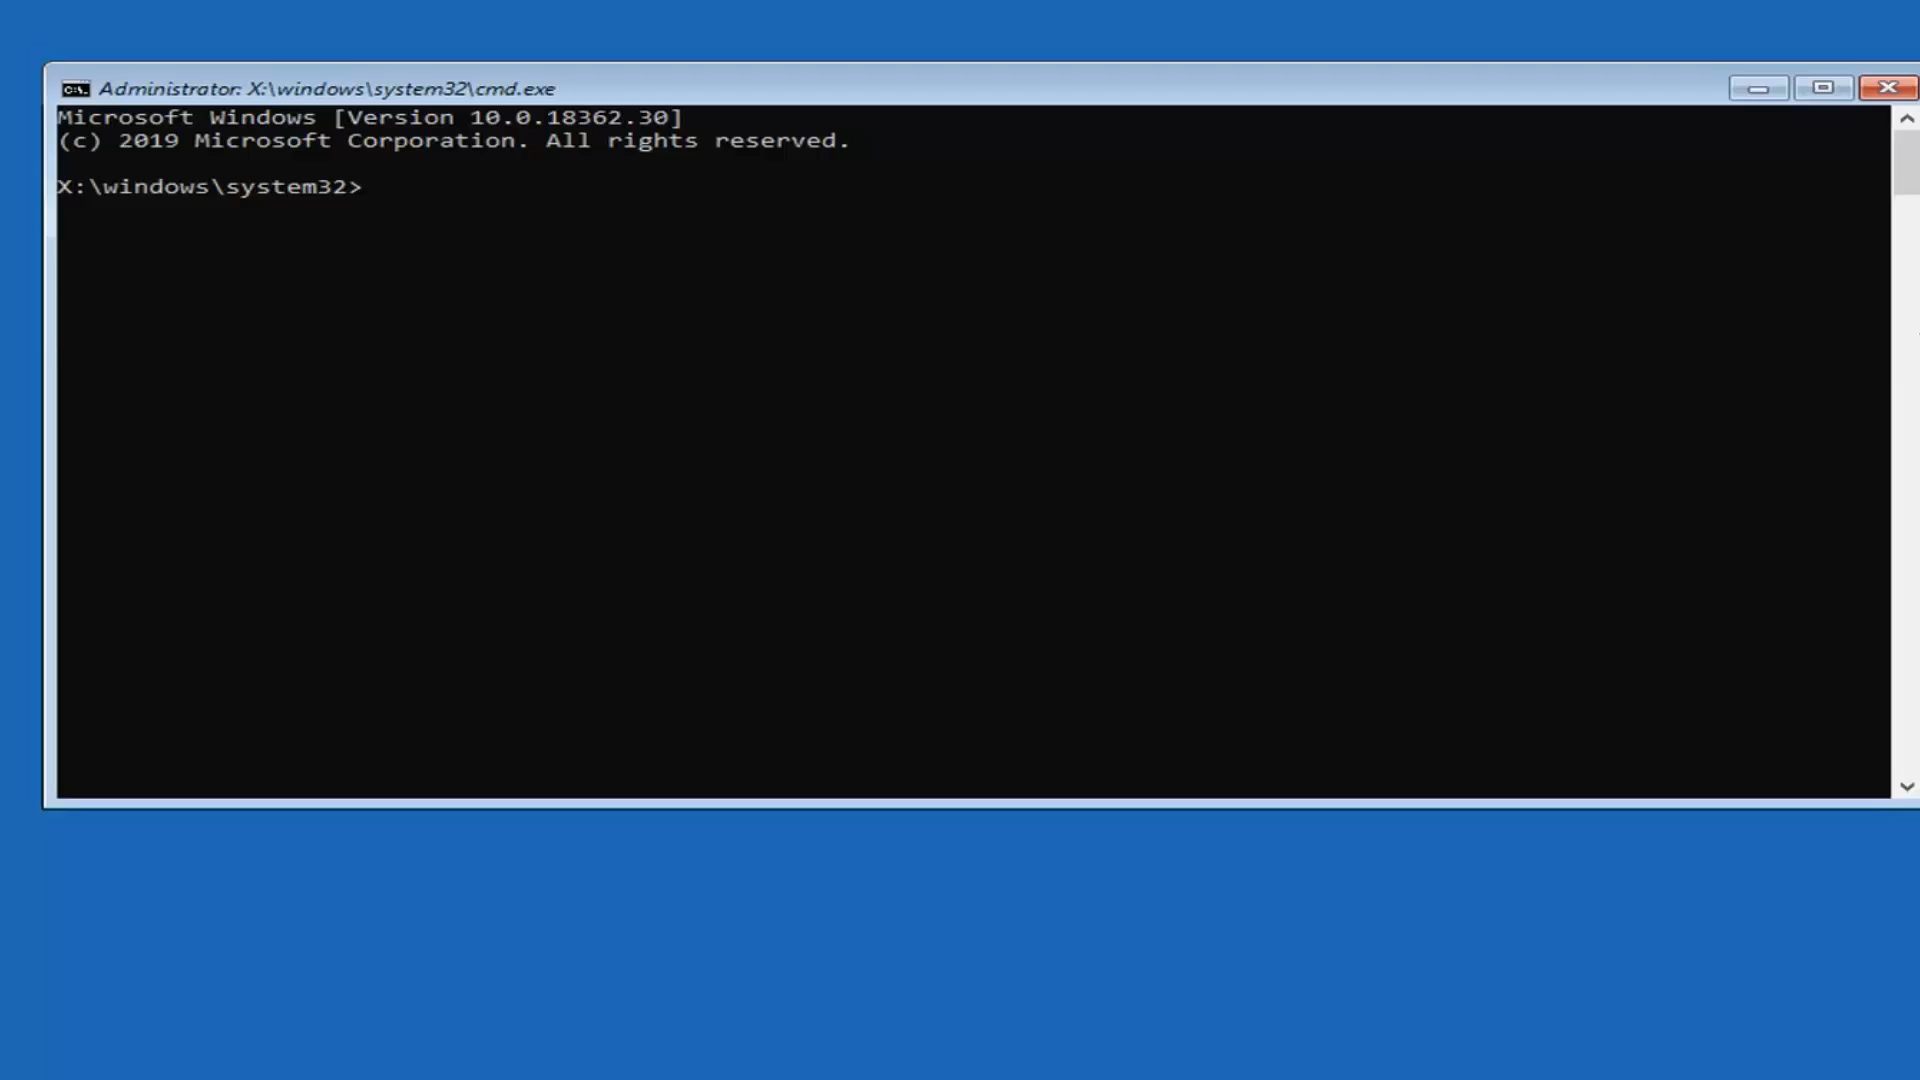 Administrator: X:\windows\system32\cmd.exe
Microsoft Windows [Version 10.0.18362.30]
(c) 2019 Microsoft Corporation. All rights reserved.
X:\windows\system32>